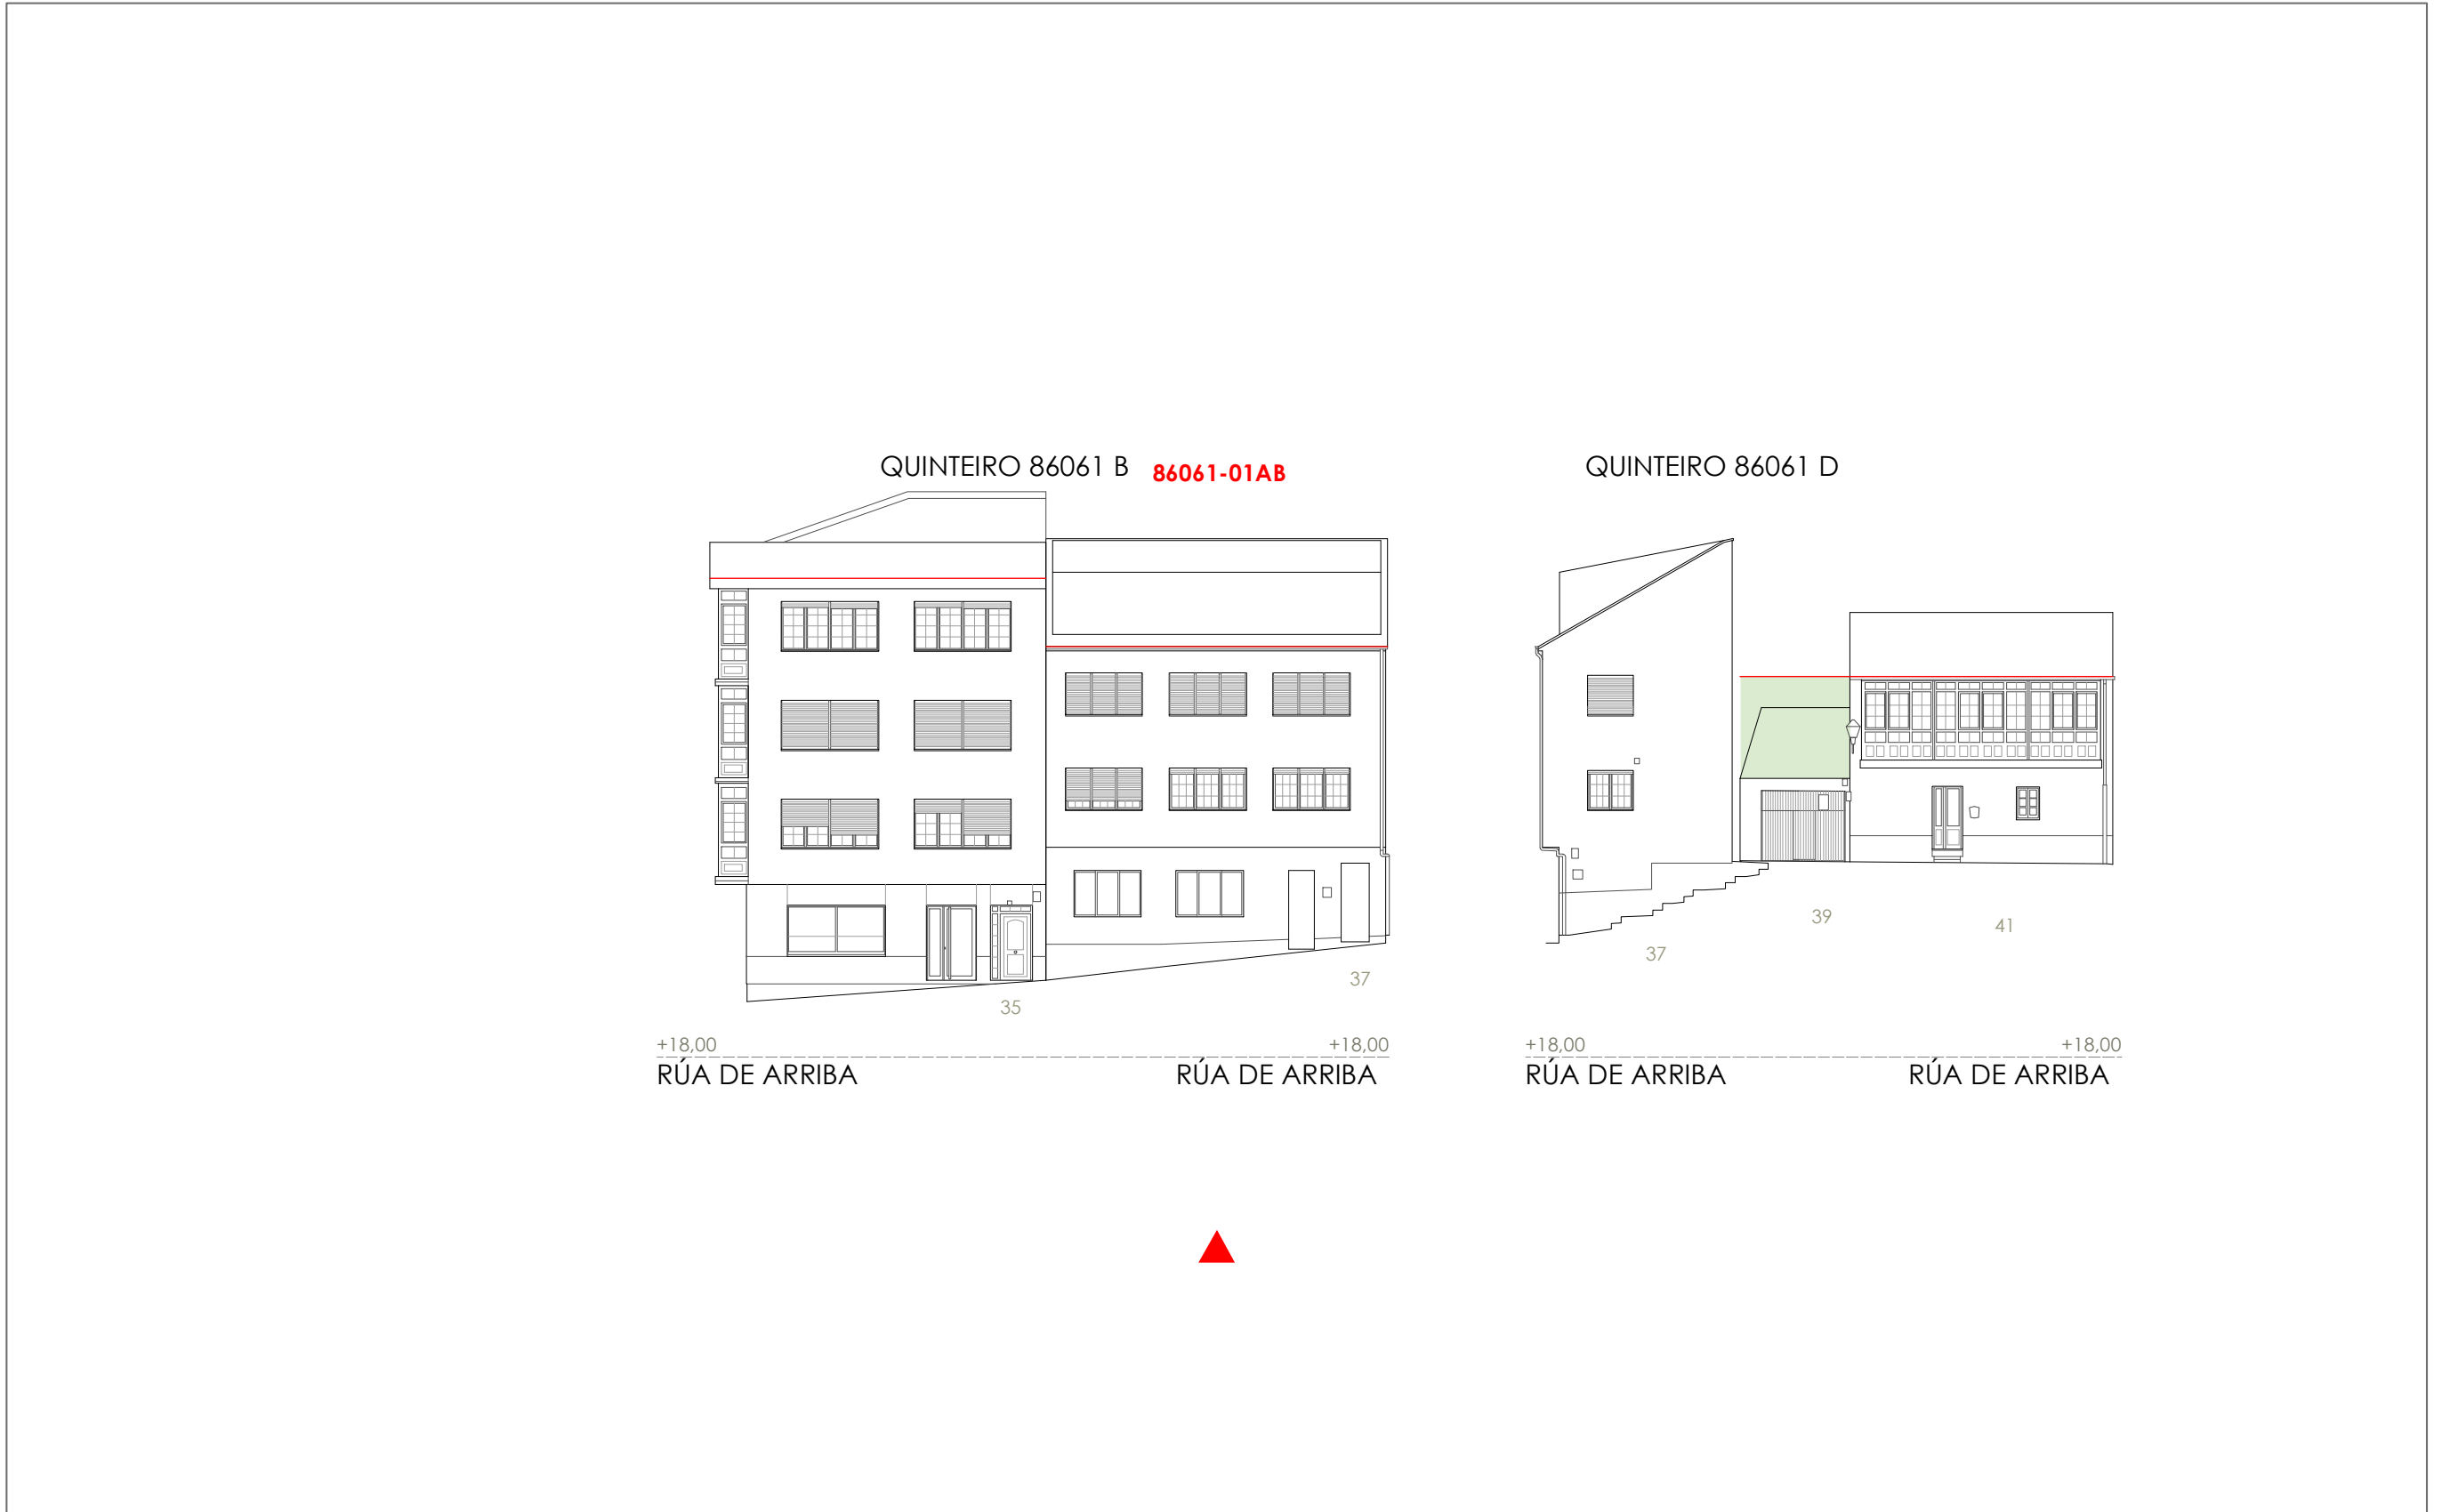 QUINTEIRO 86061 B 86061-01AB
QUINTEIRO 86061 D
39
41
37
37
35
+18,00 +18,00
RÚA DE ARRIBA RÚA DE ARRIBA
+18,00 +18,00
RÚA DE ARRIBA RÚA DE ARRIBA